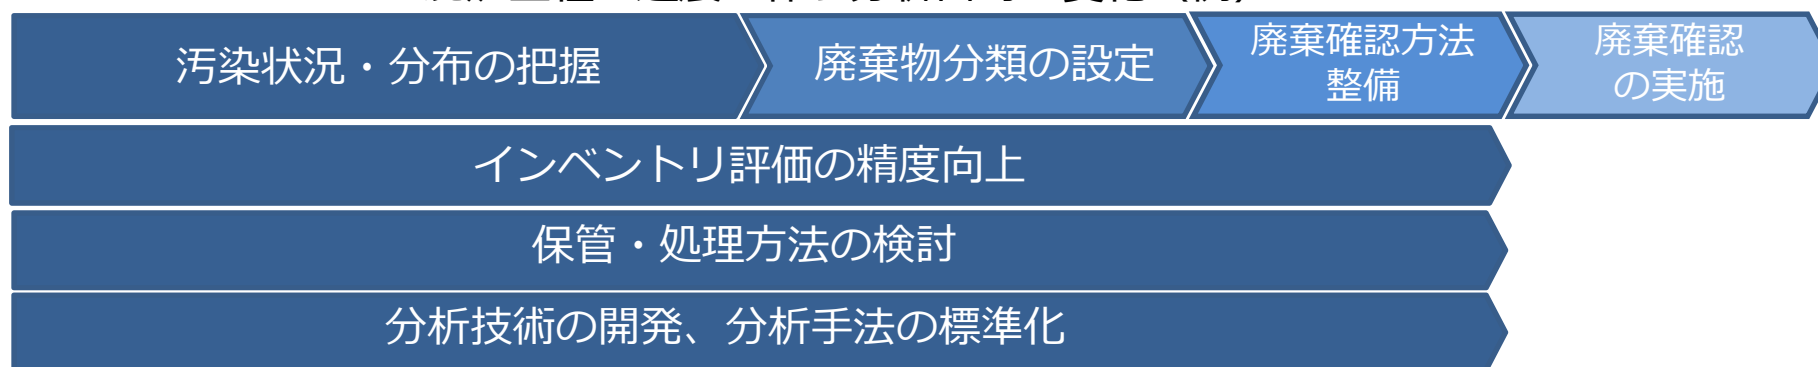 汚染状況・分布の把握
廃棄物分類の設定
廃棄確認方法
整備
廃棄確認
の実施
インベントリ評価の精度向上
保管・処理方法の検討
分析技術の開発、分析手法の標準化